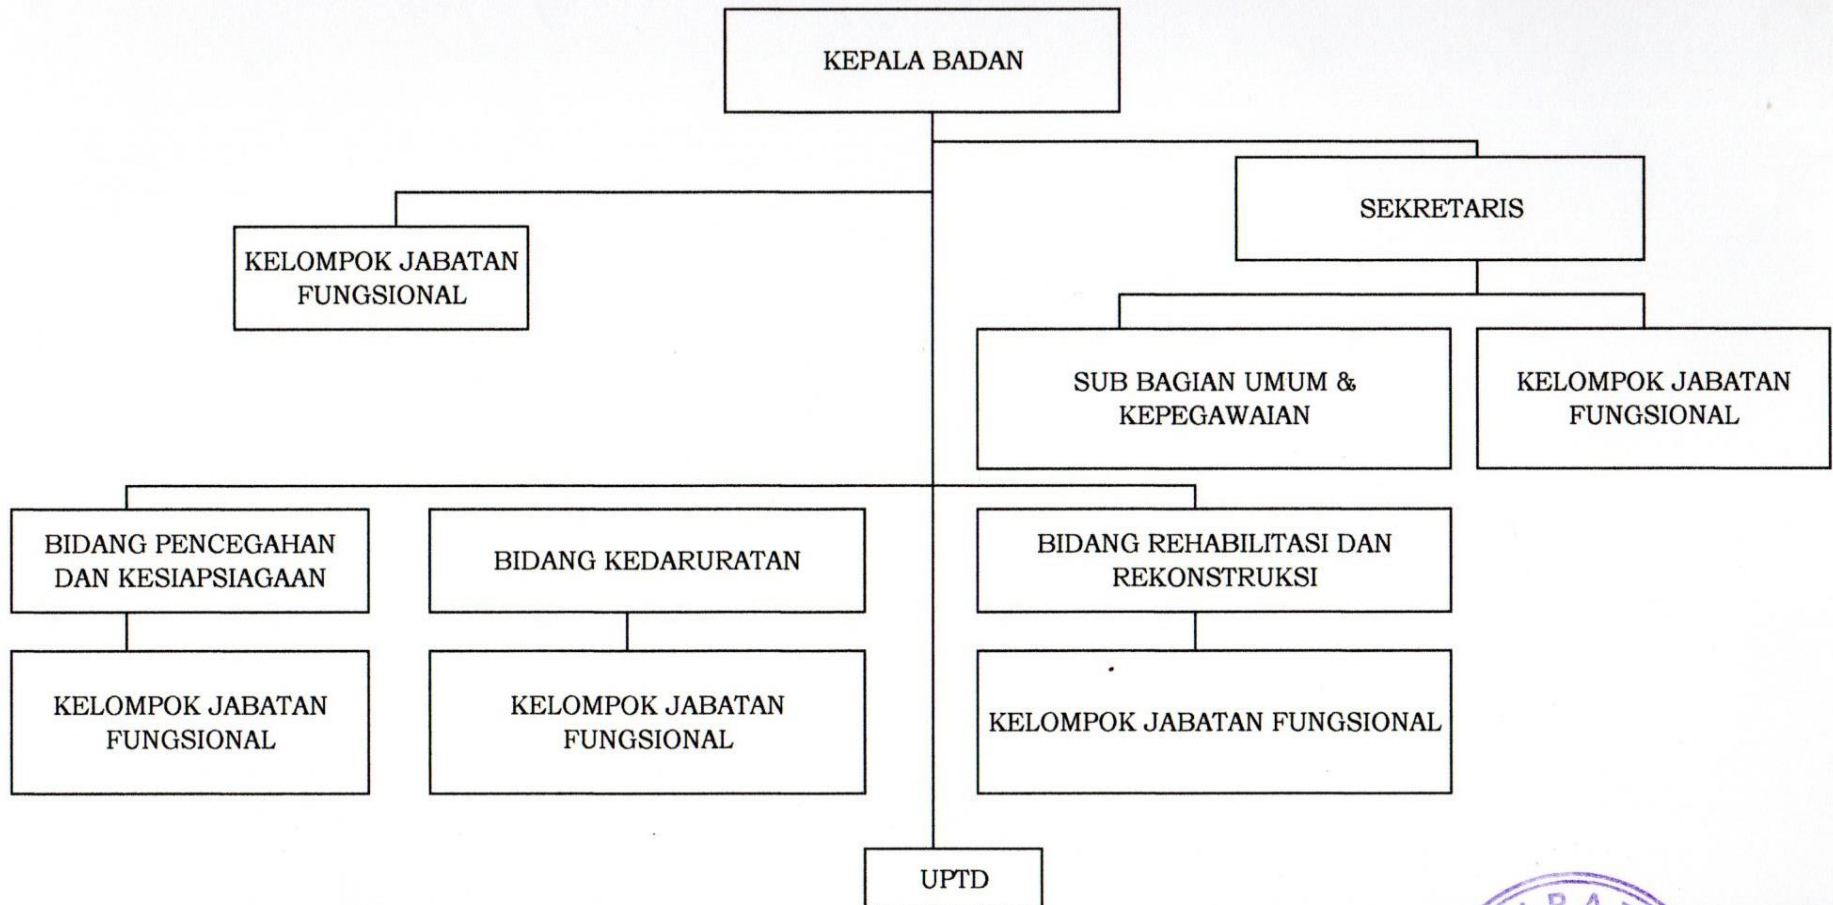 KEPALA BADAN
SEKRETARIS
KELOMPOK JABATAN
FUNGSIONAL
SUB BAGIAN UMUM &
KEPEGAWAIAN
KELOMPOK JABATAN
FUNGSIONAL
BIDANG PENCEGAHAN
DAN KESIAPSIAGAAN
BIDANG KEDARURATAN
BIDANG REHABILITASI DAN
REKONSTRUKSI
KELOMPOK JABATAN
FUNGSIONAL
KELOMPOK JABATAN
FUNGSIONAL
KELOMPOK JABATAN FUNGSIONAL
UPTD